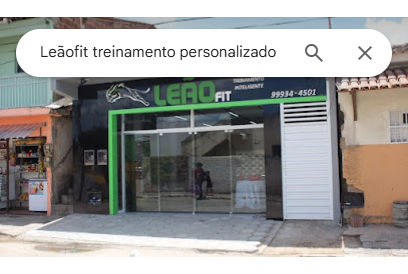 Leãofit treinamento personalizado
LEÃO FIT
TREINAMENTO
INTELIGENTE
99934-4501